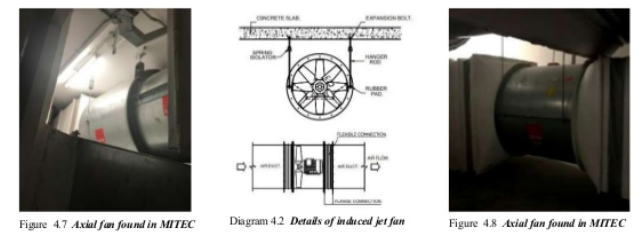 CONCRETE SLAB.
EXPANSION BOLT.
SPRING
ISOLATOR
HANGER
ROD
RUBBER
PAD.
FLEXIBLE CONNECTION
AIR DUCT.
AIR DUCT.
AIR FLOW.
FLANGE CONNECTION.
Figure 4.7 Axial fan found in MITEC
Diagram 4.2 Details of induced jet fan
Figure 4.8 Axial fan found in MITEC